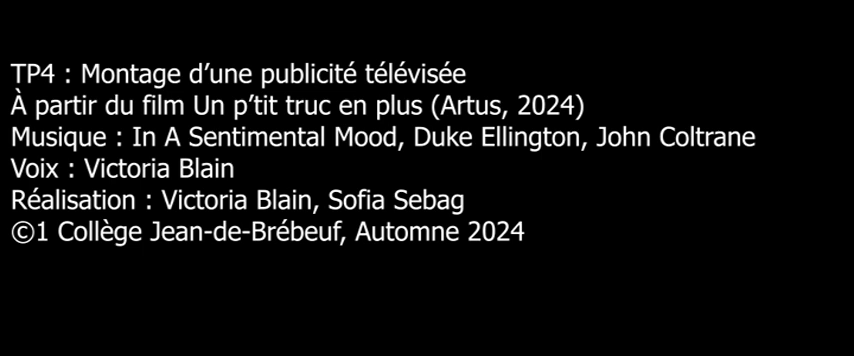 TP4 : Montage d’une publicité télévisée
À partir du film Un p’tit truc en plus (Artus, 2024)
Musique : In A Sentimental Mood, Duke Ellington, John Coltrane
Voix : Victoria Blain
Réalisation : Victoria Blain, Sofia Sebag
©1 Collège Jean-de-Brébeuf, Automne 2024